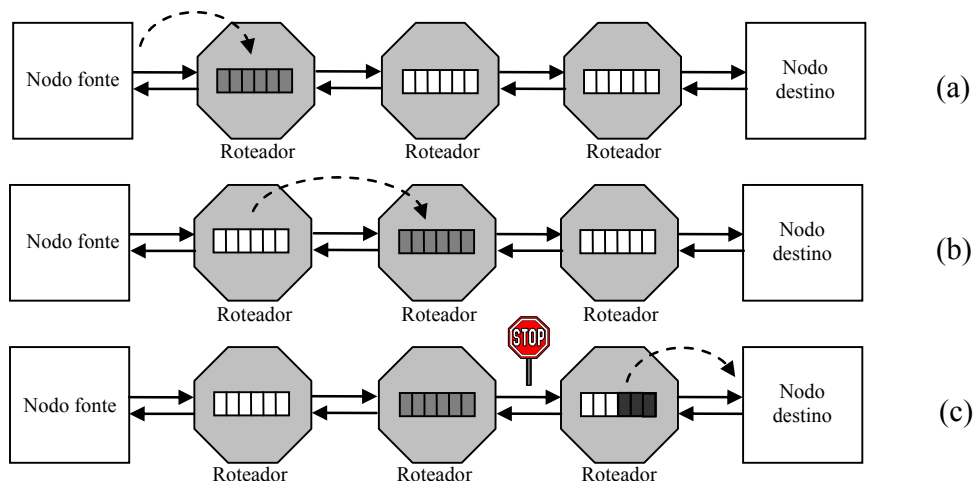 Nodo fonte
Nodo
destino
(a)
Roteador
Roteador
Roteador
Nodo fonte
Nodo
destino
(b)
Roteador
Roteador
Roteador
STOP
Nodo fonte
Nodo
destino
(c)
Roteador
Roteador
Roteador